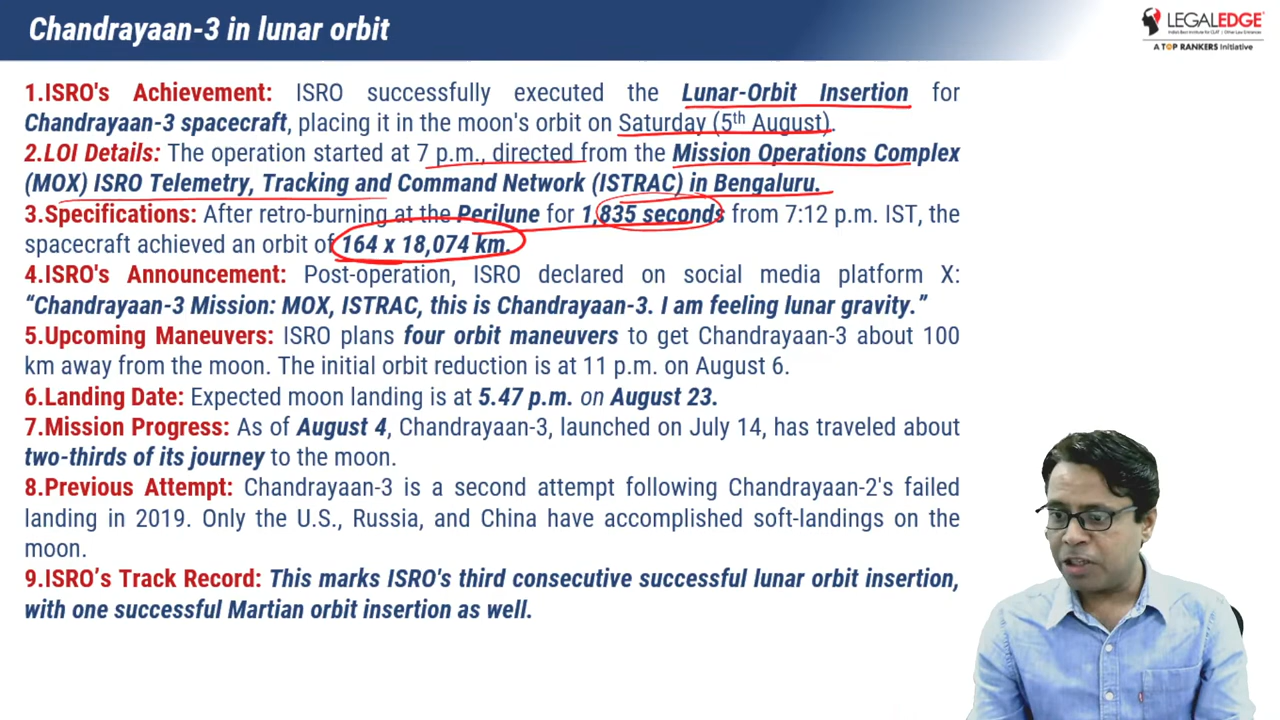 Chandrayaan-3 in lunar orbit
LEGALEDGE
India's Best Institute for CLAT | Other Law Entrances
A TOP RANKERS Initiative
1.ISRO's Achievement: ISRO successfully executed the Lunar-Orbit Insertion for
Chandrayaan-3 spacecraft, placing it in the moon's orbit on Saturday (5th August).
2.LOI Details: The operation started at 7 p.m., directed from the Mission Operations Complex
(MOX) ISRO Telemetry, Tracking and Command Network (ISTRAC) in Bengaluru.
3.Specifications: After retro-burning at the Perilune for 1,835 seconds from 7:12 p.m. IST, the
spacecraft achieved an orbit of 164 x 18,074 km.
4.ISRO's Announcement: Post-operation, ISRO declared on social media platform X:
“Chandrayaan-3 Mission: MOX, ISTRAC, this is Chandrayaan-3. I am feeling lunar gravity.”
5.Upcoming Maneuvers: ISRO plans four orbit maneuvers to get Chandrayaan-3 about 100
km away from the moon. The initial orbit reduction is at 11 p.m. on August 6.
6.Landing Date: Expected moon landing is at 5.47 p.m. on August 23.
7.Mission Progress: As of August 4, Chandrayaan-3, launched on July 14, has traveled about
two-thirds of its journey to the moon.
8.Previous Attempt: Chandrayaan-3 is a second attempt following Chandrayaan-2's failed
landing in 2019. Only the U.S., Russia, and China have accomplished soft-landings on the
moon.
9.ISRO’s Track Record: This marks ISRO's third consecutive successful lunar orbit insertion,
with one successful Martian orbit insertion as well.